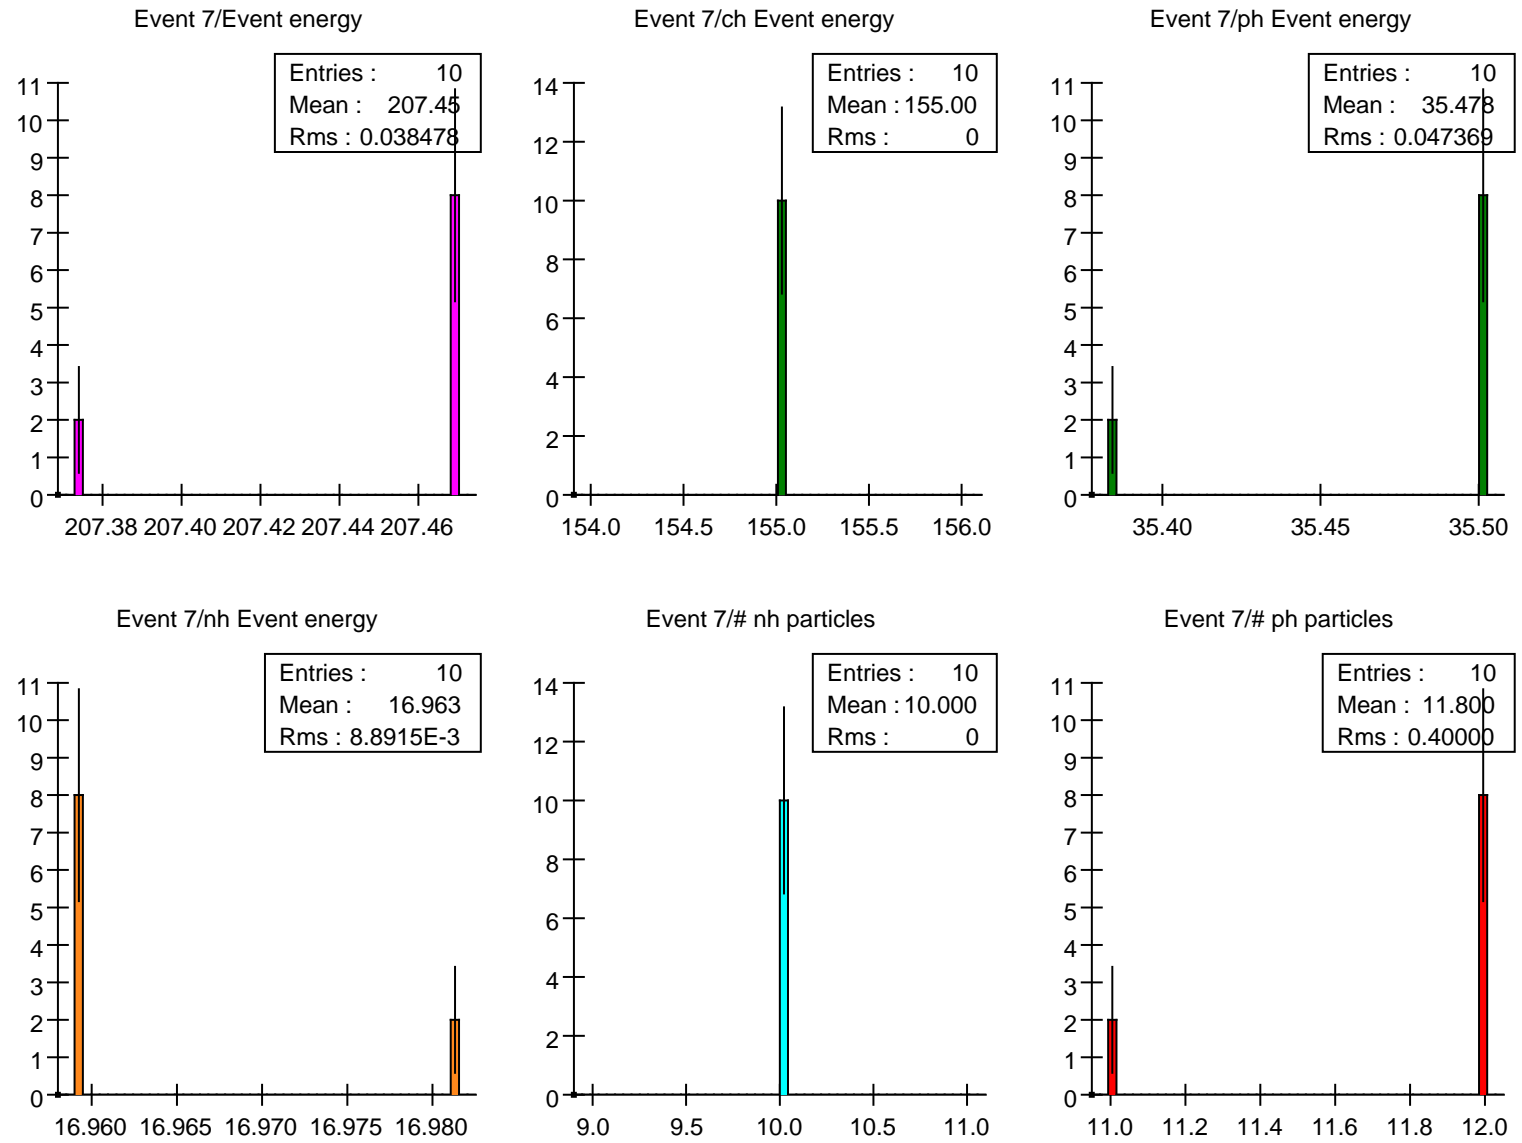 Event 7/Event energy
Entries : 10
Mean : 207.45
Rms : 0.038478
11
10
9
8
7
6
5
4
3
2
1
0
207.38 207.40 207.42 207.44 207.46
Event 7/ch Event energy
Entries : 10
Mean : 155.00
Rms : 0
14
12
10
8
6
4
2
0
154.0 154.5 155.0 155.5 156.0
Event 7/ph Event energy
Entries : 10
Mean : 35.478
Rms : 0.047369
11
10
9
8
7
6
5
4
3
2
1
0
35.40 35.45 35.50
Event 7/nh Event energy
Entries : 10
Mean : 16.963
Rms : 8.8915E-3
11
10
9
8
7
6
5
4
3
2
1
0
16.960 16.965 16.970 16.975 16.980
Event 7/# nh particles
Entries : 10
Mean : 10.000
Rms : 0
14
12
10
8
6
4
2
0
9.0 9.5 10.0 10.5 11.0
Event 7/# ph particles
Entries : 10
Mean : 11.800
Rms : 0.40000
11
10
9
8
7
6
5
4
3
2
1
0
11.0 11.2 11.4 11.6 11.8 12.0